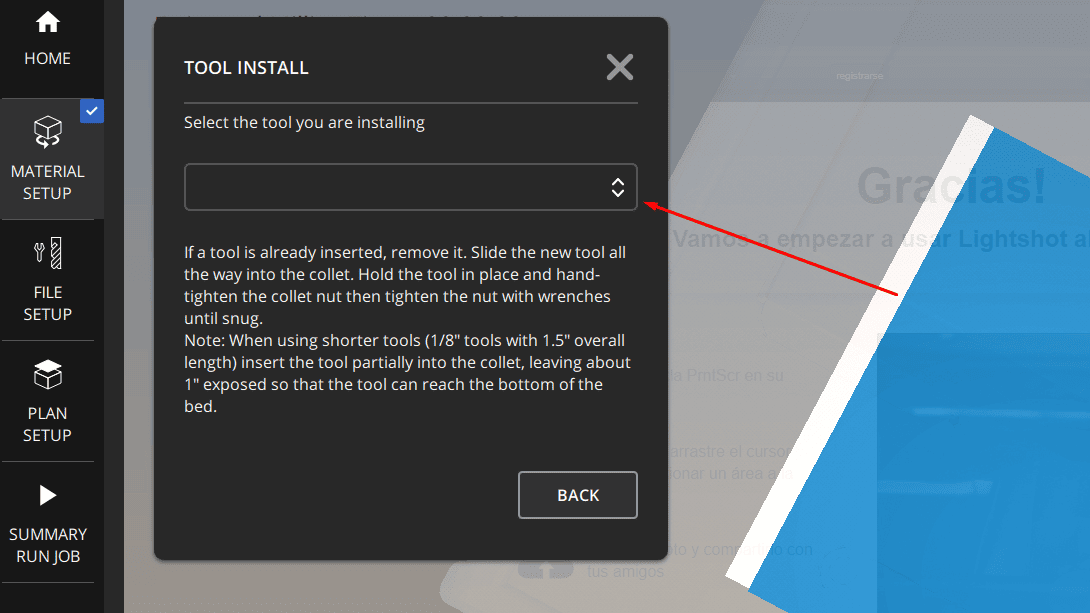 HOME
MATERIAL
SETUP
FILE
SETUP
PLAN
SETUP
SUMMARY
RUN JOB
TOOL INSTALL
Select the tool you are installing
If a tool is already inserted, remove it. Slide the new tool all
the way into the collet. Hold the tool in place and hand-
tighten the collet nut then tighten the nut with wrenches
until snug.
Note: When using shorter tools (1/8" tools with 1.5" overall
length) insert the tool partially into the collet, leaving about
1" exposed so that the tool can reach the bottom of the
bed.
BACK
registrarse
Gracias!
Vamos a empezar a usar Lightshot
PrntScr en su
arrastre el cursor
un área
y
con
tus amigos